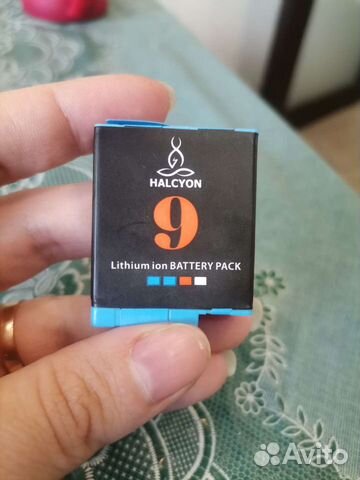 HALCYON
9
Lithium ion BATTERY PACK
Avito